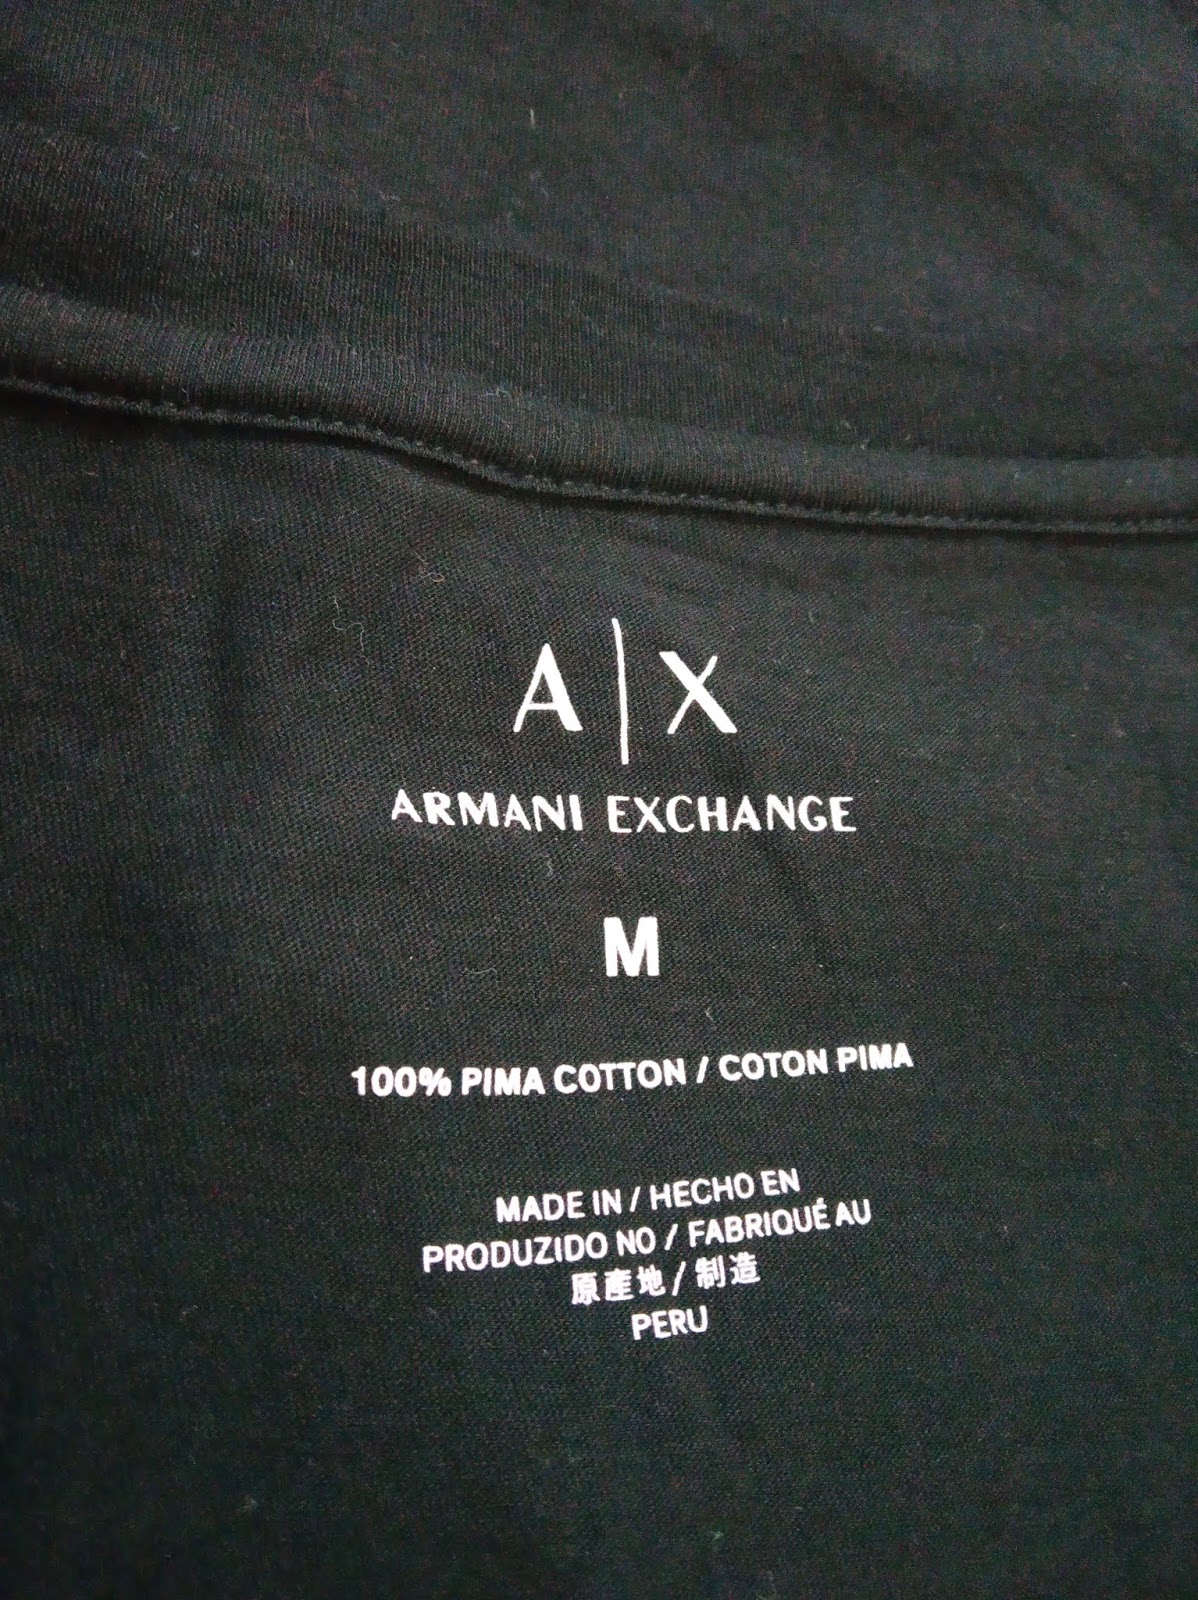 A|X
ARMANI EXCHANGE
M
100% PIMA COTTON / COTON PIMA
MADE IN / HECHO EN
PRODUZIDO NO / FABRIQUÉ AU
原産地 / 制造
PERU